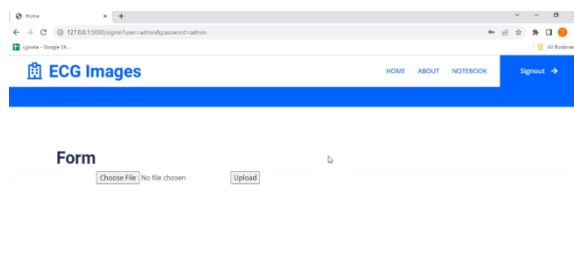 Home
127.0.0.1:5000/signin?user=admin&password=admin
All Bookmar
ECG Images
HOME ABOUT NOTEBOOK Signout →
Form
Choose File No file chosen Upload